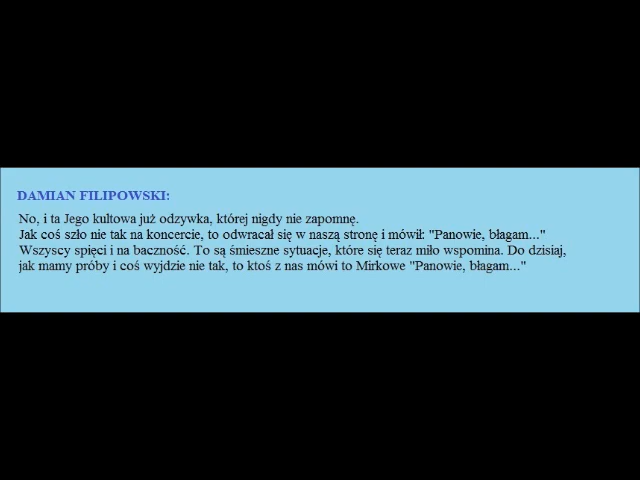 DAMIAN FILIPOWSKI:
No, i ta Jego kultowa już odzywka, której nigdy nie zapomnę.
Jak coś szło nie tak na koncercie, to odwracał się w naszą stronę i mówił: "Panowie, błagam..."
Wszyscy spięci i na baczność. To są śmieszne sytuacje, które się teraz miło wspomina. Do dzisiaj,
jak mamy próby i coś wyjdzie nie tak, to ktoś z nas mówi to Mirkowe "Panowie, błagam..."